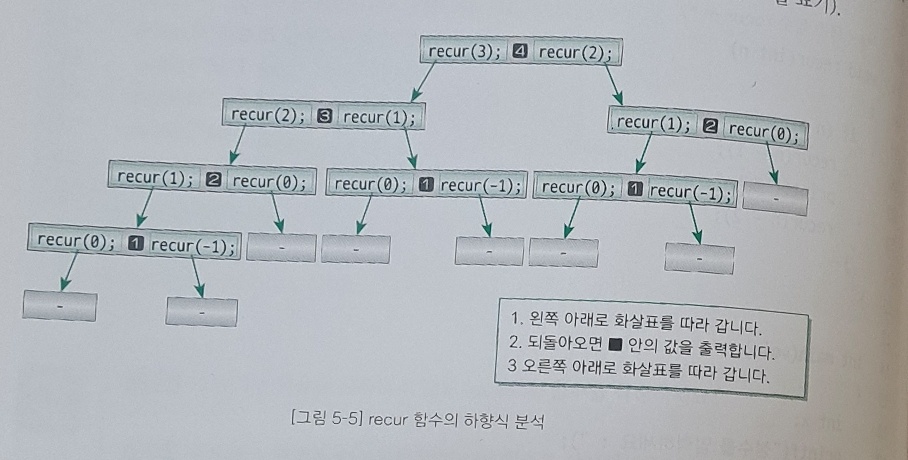 표기).
recur(3); 4 recur(2);
recur(2); 3 recur(1);
recur(1); 2 recur(0);
recur(1); 2 recur(0);
recur(0); 1 recur(-1);
recur(0); 1 recur(-1);
-
recur(0); 1 recur(-1);
-
-
-
-
-
-
-
1. 왼쪽 아래로 화살표를 따라 갑니다.
2. 되돌아오면 ■ 안의 값을 출력합니다.
3 오른쪽 아래로 화살표를 따라 갑니다.
[그림 5-5] recur 함수의 하향식 분석